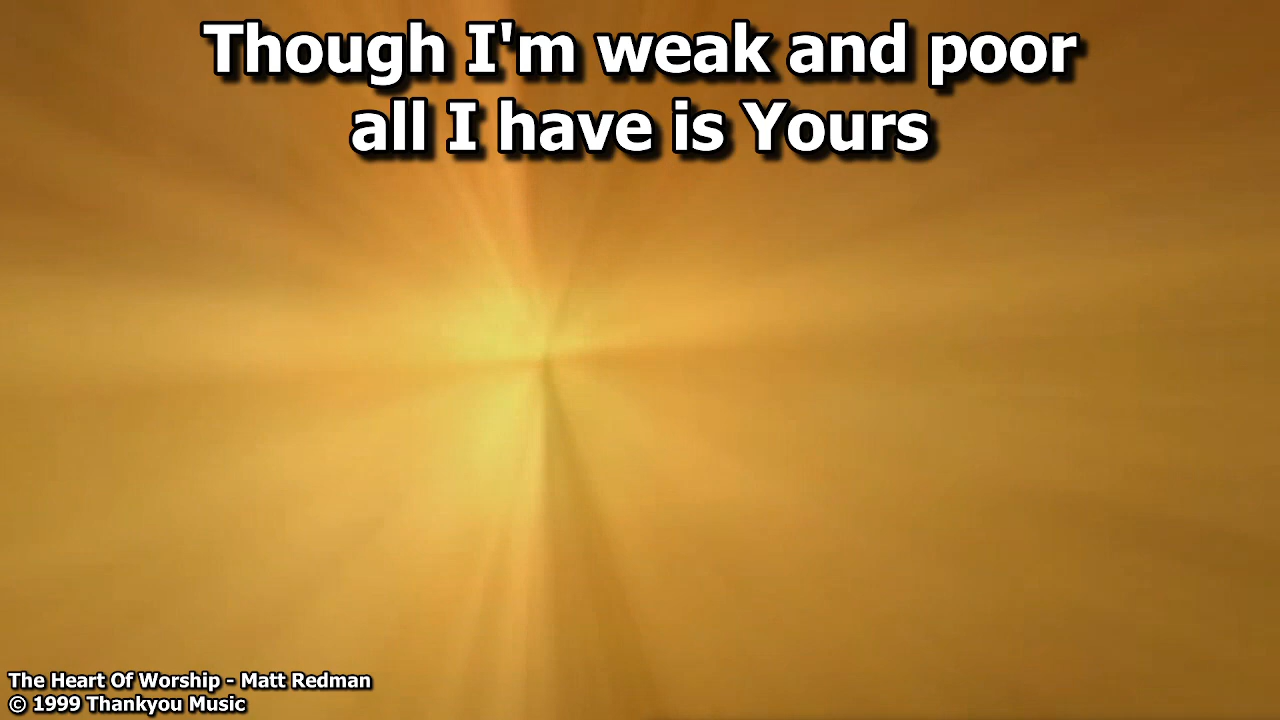 Though I'm weak and poor
all I have is Yours
The Heart Of Worship - Matt Redman
© 1999 Thankyou Music